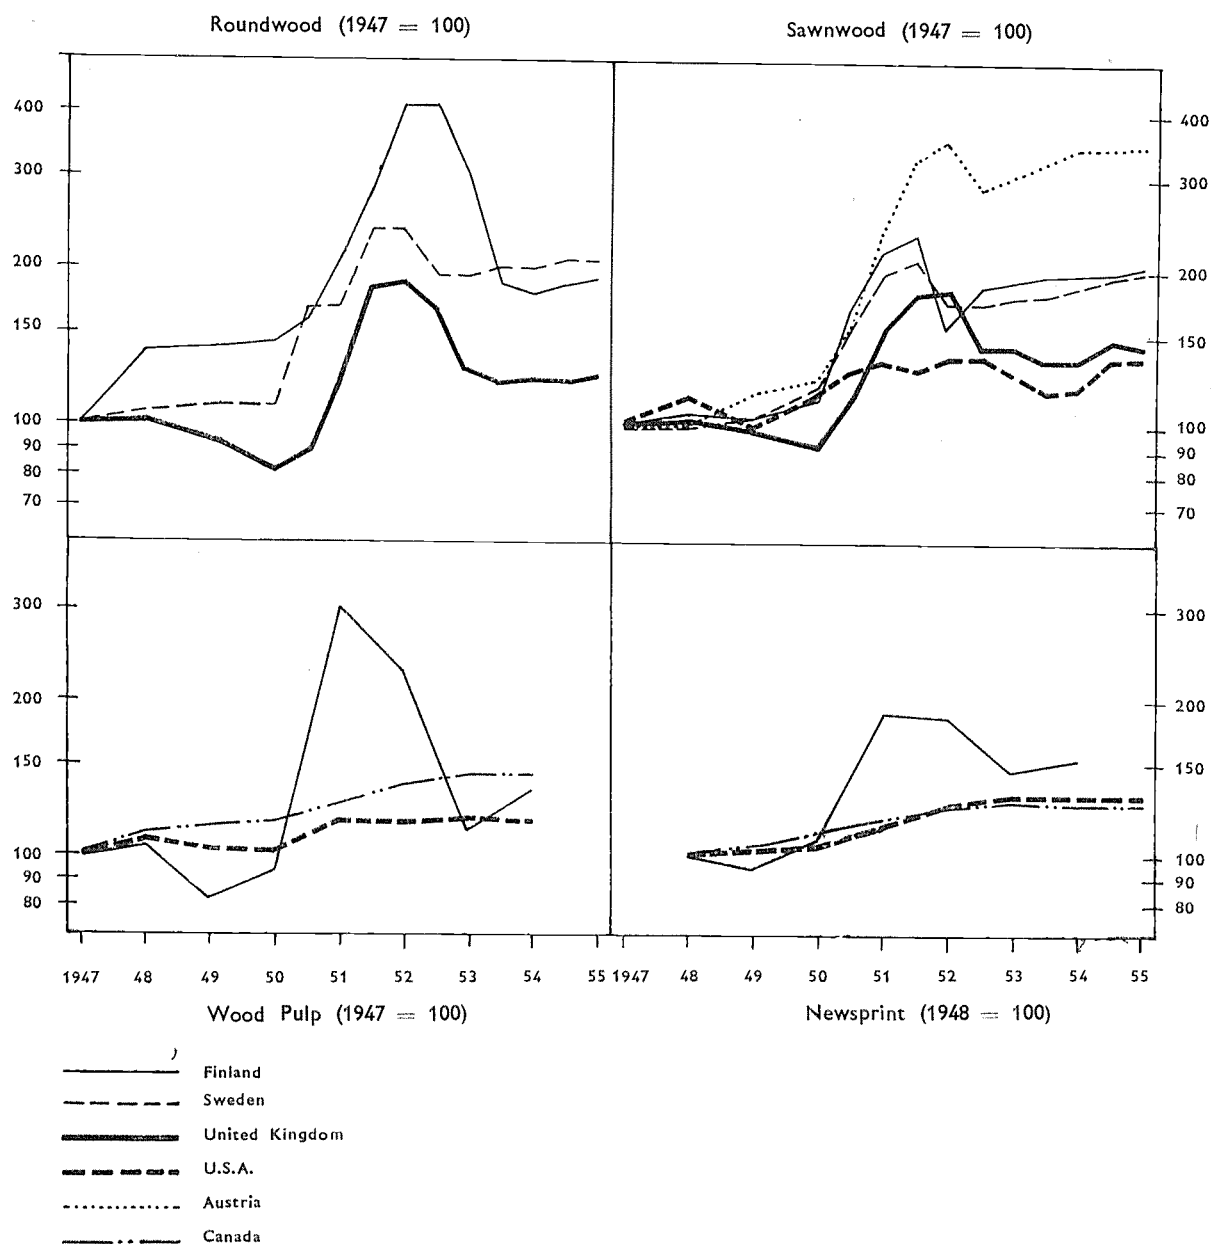 Roundwood (1947 = 100)
Sawnwood (1947 = 100)
400
300
200
150
100
90
80
70
400
300
200
150
100
90
80
70
300
200
150
100
90
80
300
200
150
100
90
80
1947 48 49 50 51 52 53 54 55
1947 48 49 50 51 52 53 54 55
Wood Pulp (1947 = 100)
Newsprint (1948 = 100)
Finland
Sweden
United Kingdom
U.S.A.
Austria
Canada